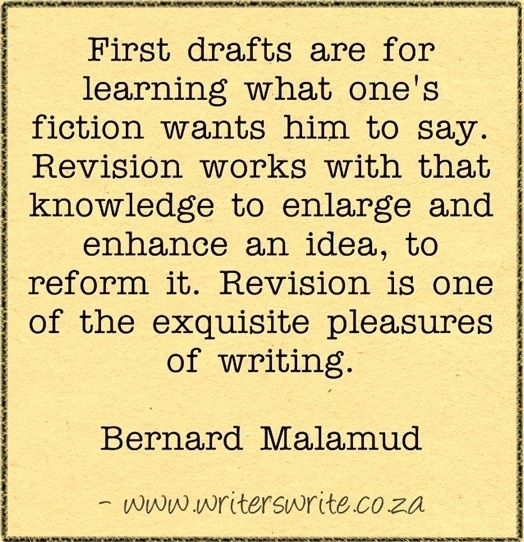 First drafts are for
learning what one's
fiction wants him to say.
Revision works with that
knowledge to enlarge and
enhance an idea, to
reform it. Revision is one
of the exquisite pleasures
of writing.
Bernard Malamud
- www.writerswrite.co.za